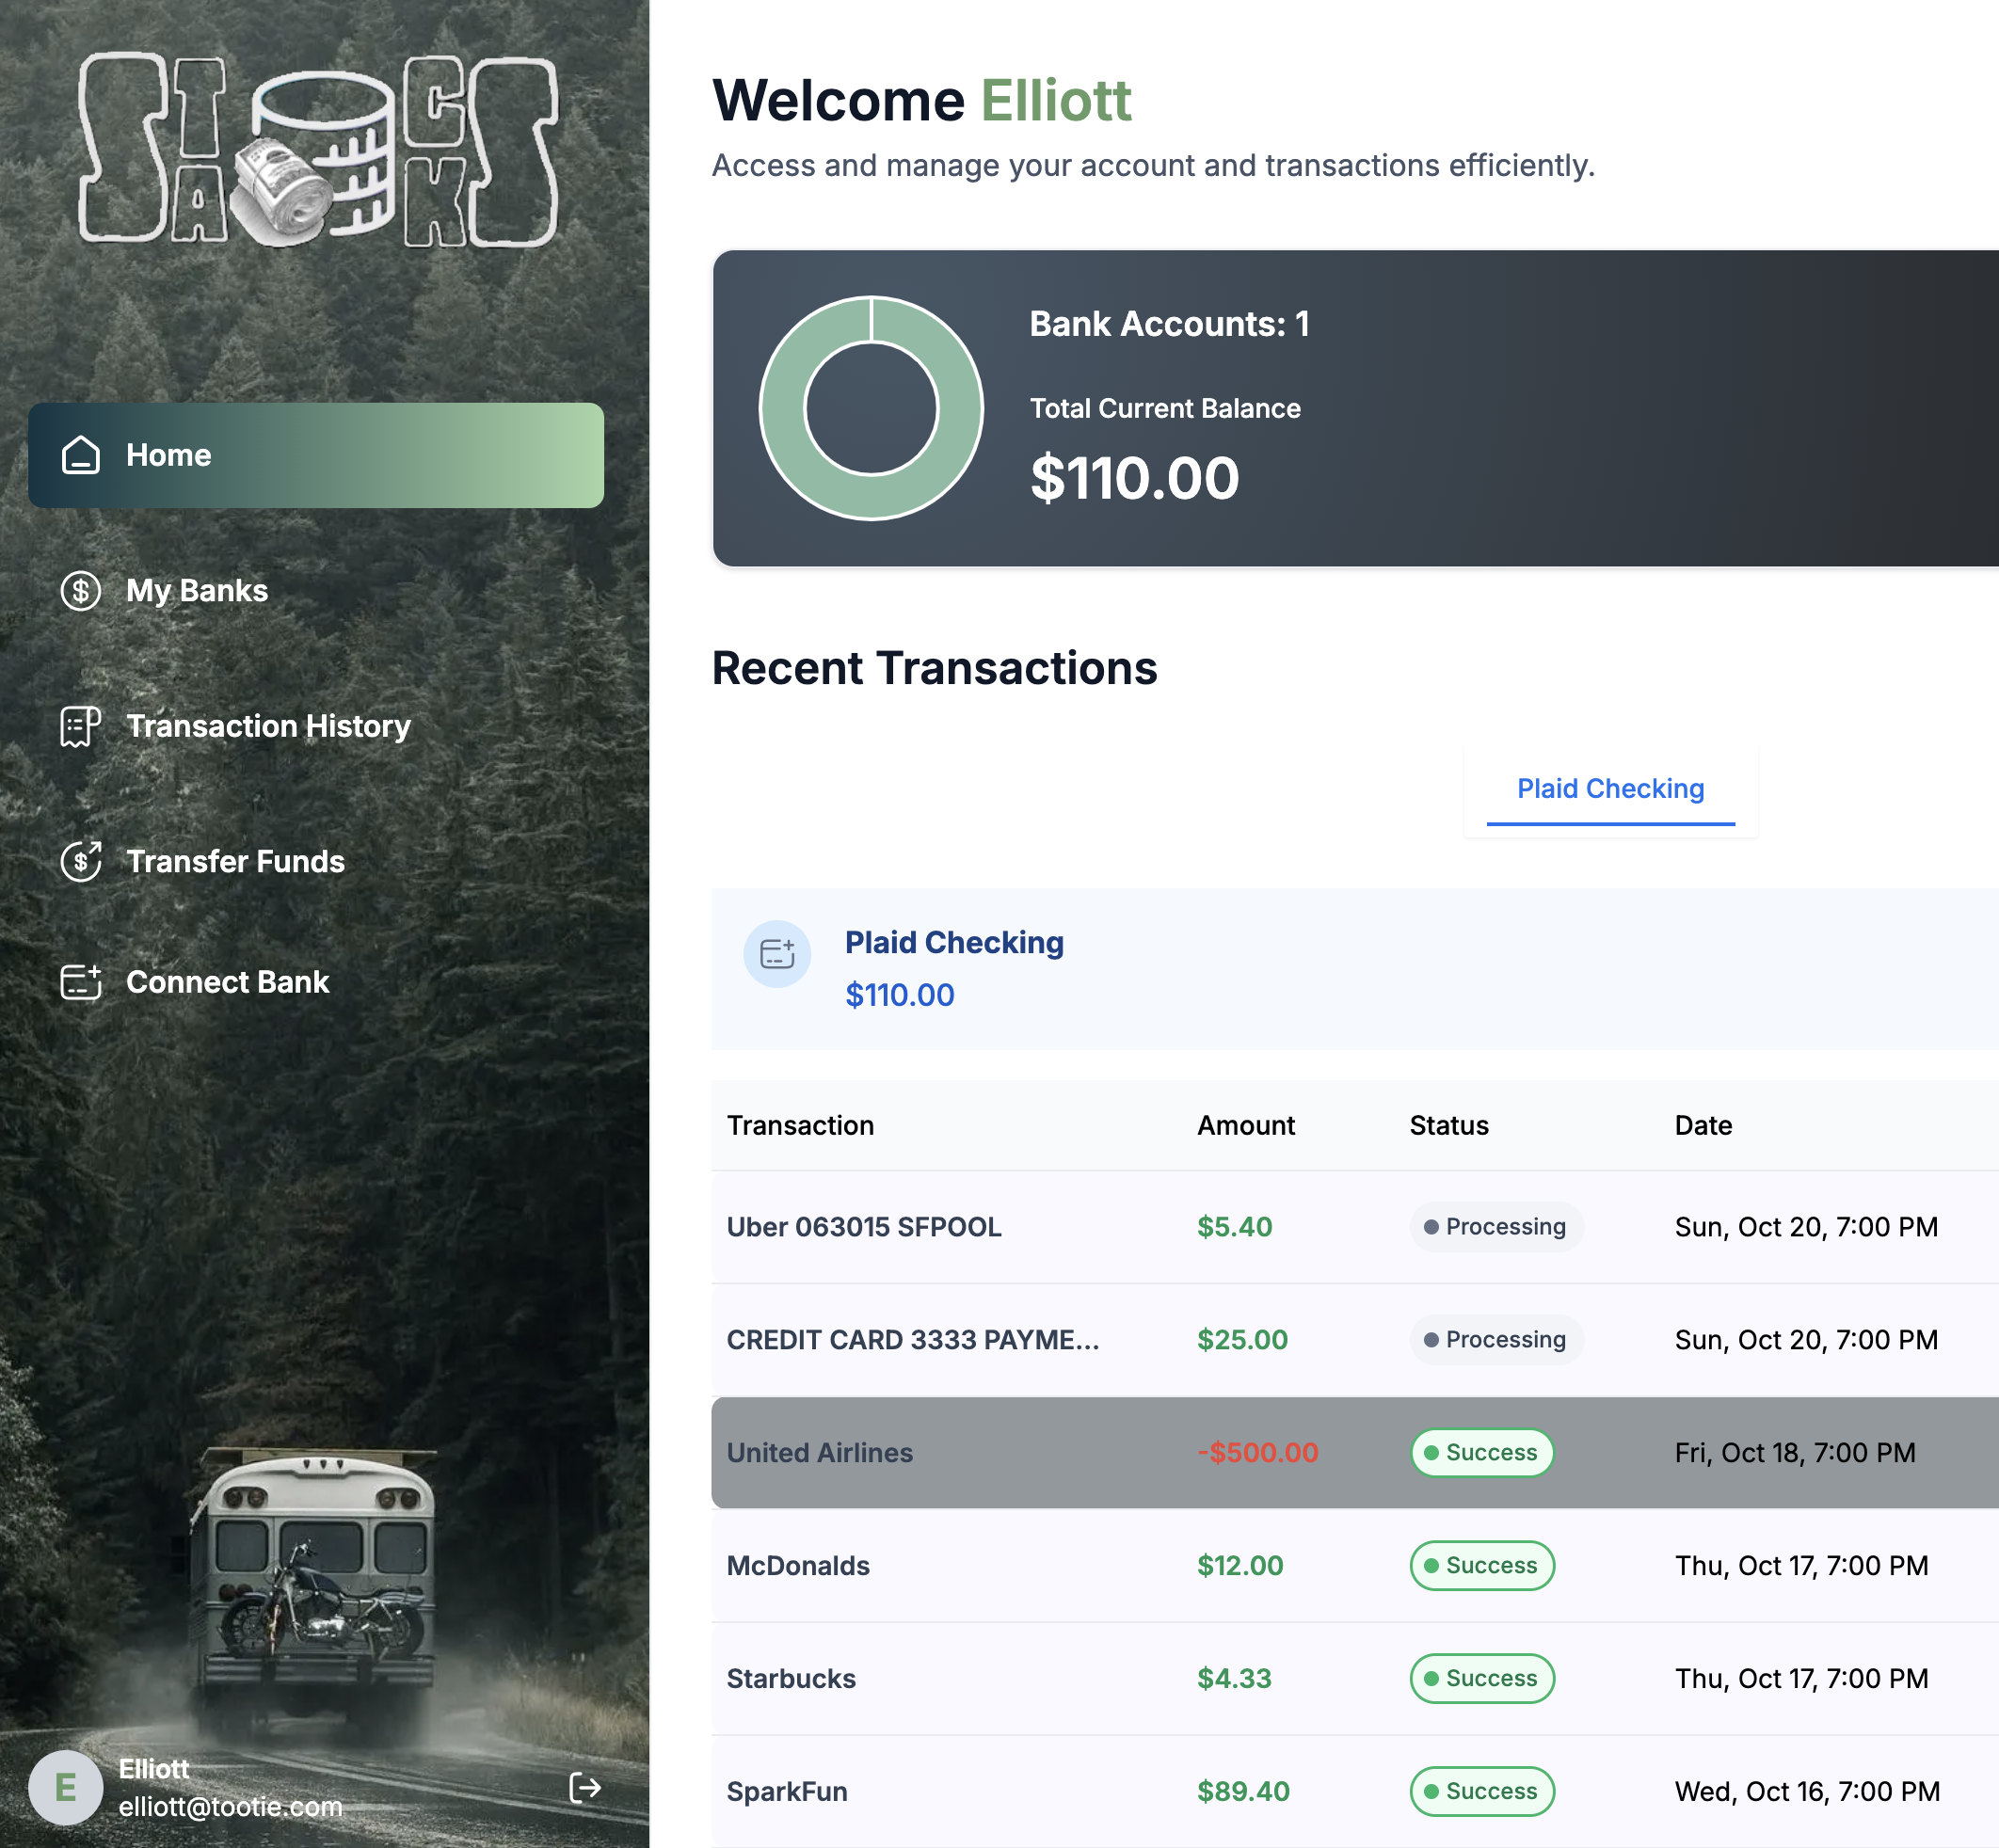 STACKS
Home
My Banks
Transaction History
Transfer Funds
Connect Bank
Elliott
elliott@tootie.com
E
Welcome Elliott
Access and manage your account and transactions efficiently.
Bank Accounts: 1
Total Current Balance
$110.00
Recent Transactions
Plaid Checking
Plaid Checking
$110.00
Transaction Amount Status Date
Uber 063015 SFPOOL $5.40 Processing Sun, Oct 20, 7:00 PM
CREDIT CARD 3333 PAYME... $25.00 Processing Sun, Oct 20, 7:00 PM
United Airlines -$500.00 Success Fri, Oct 18, 7:00 PM
McDonalds $12.00 Success Thu, Oct 17, 7:00 PM
Starbucks $4.33 Success Thu, Oct 17, 7:00 PM
SparkFun $89.40 Success Wed, Oct 16, 7:00 PM